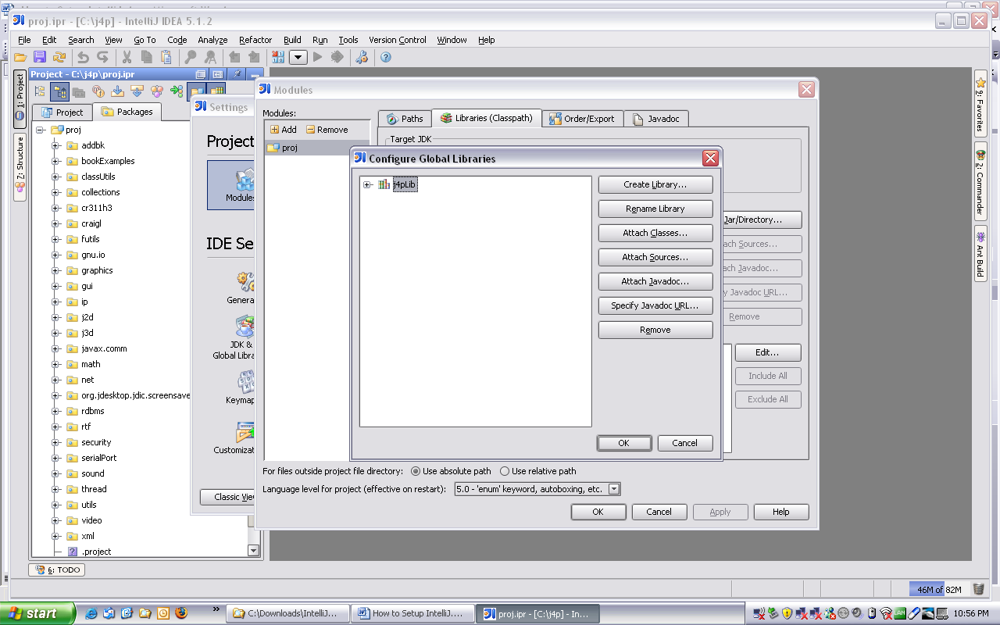 proj.ipr - [C:\j4p] - IntelliJ IDEA 5.1.2
File Edit Search View Go To Code Analyze Refactor Build Run Tools Version Control Window Help
Project - C:\j4p\proj.ipr
1: Project
Z: Structure
Project Packages
proj
addbk
bookExamples
classUtils
collections
cr311h3
craigl
futils
gnu.io
graphics
gui
ip
j2d
j3d
javax.comm
math
net
org.jdesktop.jdic.screensave
rdbms
rtf
security
serialPort
sound
thread
utils
video
xml
.project
6: TODO
Settings
Project
Module
IDE Se
Genera
JDK &
Global Libra
Keymap
Customizat
Classic Vie
Modules
Modules:
Add Remove
proj
Paths Libraries (Classpath) Order/Export Javadoc
Target JDK
Jar/Directory...
ach Sources...
ach Javadoc...
y Javadoc URL...
Remove
Edit...
Include All
Exclude All
Configure Global Libraries
j4pLib
Create Library...
Rename Library
Attach Classes...
Attach Sources...
Attach Javadoc...
Specify Javadoc URL...
Remove
OK Cancel
For files outside project file directory: Use absolute path Use relative path
Language level for project (effective on restart): 5.0 - 'enum' keyword, autoboxing, etc.
OK Cancel Apply Help
9: Favorites
2: Commander
Ant Build
46M of 82M
start
C:\Downloads\IntelliJ...
How to Setup IntelliJ....
proj.ipr - [C:\j4p] - In...
10:56 PM